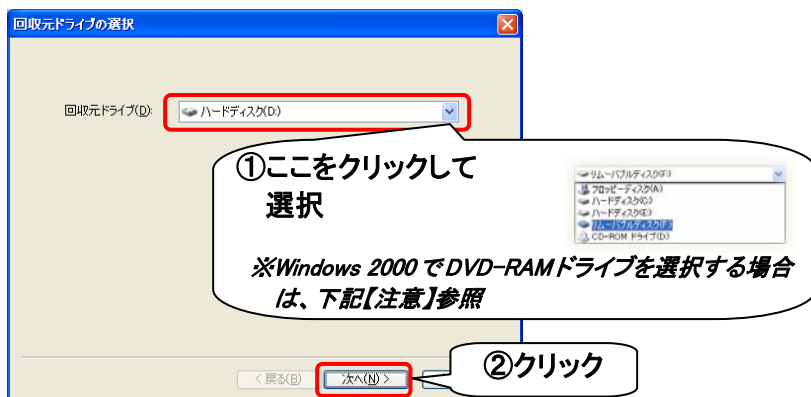 回収元ドライブの選択
回収元ドライブ(D):
ハードディスク(D:)
①ここをクリックして
選択
リムーバブルディスク(F:)
フロッピーディスク(A:)
ハードディスク(C:)
ハードディスク(E:)
リムーバブルディスク(F:)
CD-ROM ドライブ(D:)
※Windows 2000 で DVD-RAMドライブを選択する場合
は、下記【注意】参照
< 戻る(B)
次へ(N) >
②クリック